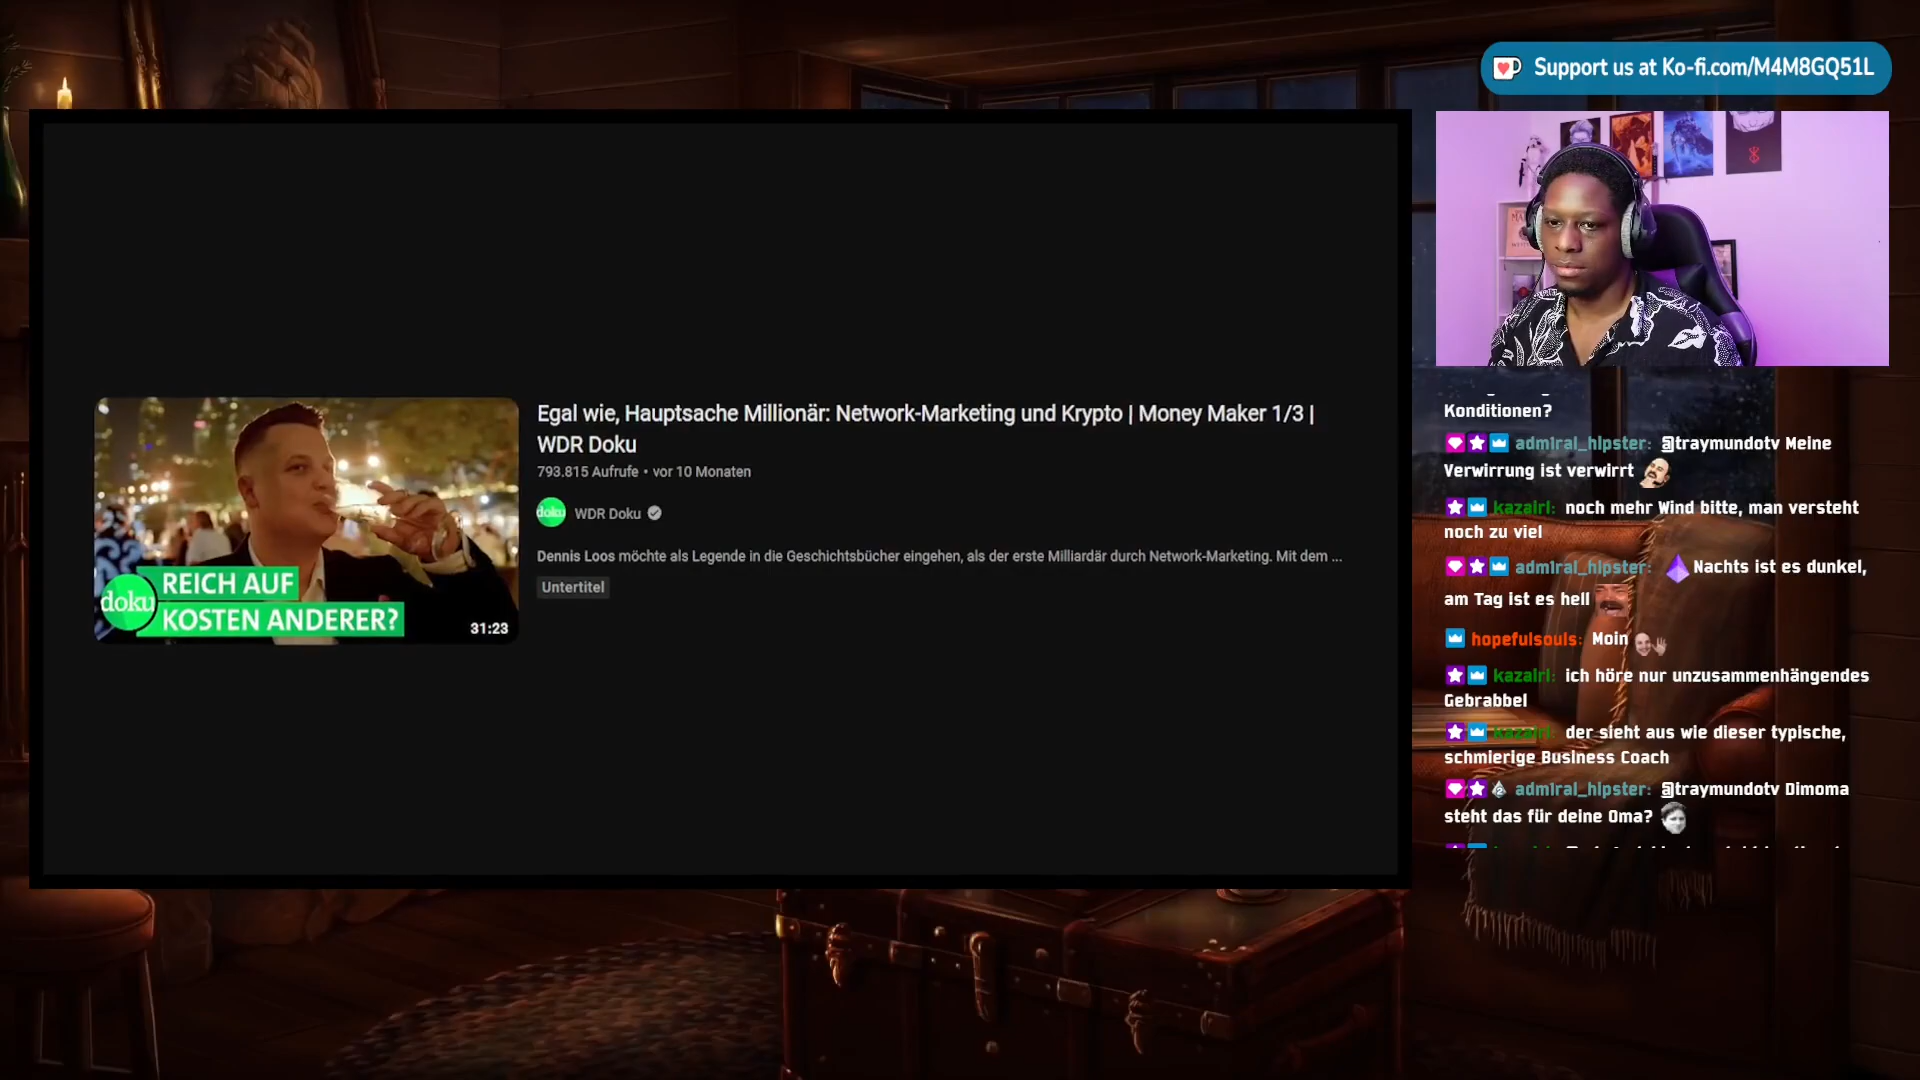 Support us at Ko-fi.com/M4M8GQ51L
Egal wie, Hauptsache Millionär: Network-Marketing und Krypto | Money Maker 1/3 |
WDR Doku
793.815 Aufrufe • vor 10 Monaten
doku
WDR Doku
Dennis Loos möchte als Legende in die Geschichtsbücher eingehen, als der erste Milliardär durch Network-Marketing. Mit dem ...
Untertitel
doku
REICH AUF
KOSTEN ANDERER?
31:23
Konditionen?
admiral_hipster: @traymundotv Meine
Verwirrung ist verwirrt
kazairi: noch mehr Wind bitte, man versteht
noch zu viel
admiral_hipster: Nachts ist es dunkel,
am Tag ist es hell
hopefulsouls: Moin
kazairi: ich höre nur unzusammenhängendes
Gebrabbel
kazairi: der sieht aus wie dieser typische,
schmierige Business Coach
admiral_hipster: @traymundotv Dimoma
steht das für deine Oma?